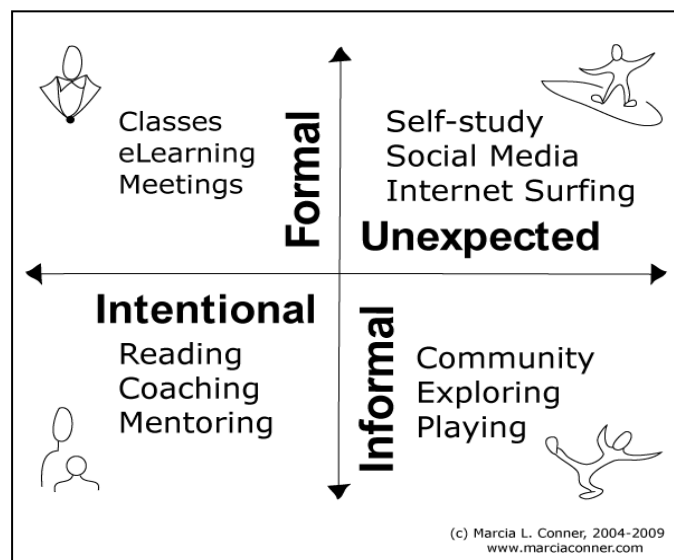 Classes
eLearning
Meetings
Formal
Self-study
Social Media
Internet Surfing
Unexpected
Intentional
Reading
Coaching
Mentoring
Informal
Community
Exploring
Playing
(c) Marcia L. Conner, 2004-2009
www.marciaconner.com